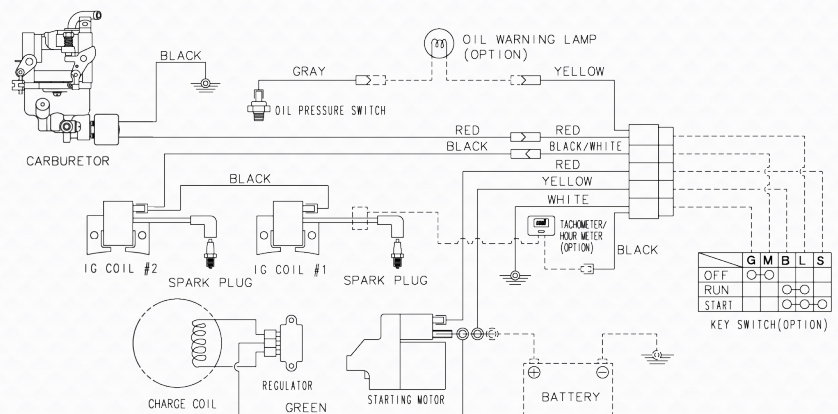 OIL WARNING LAMP
(OPTION)
BLACK
GRAY
YELLOW
OIL PRESSURE SWITCH
RED
RED
CARBURETOR
BLACK
BLACK/WHITE
RED
BLACK
YELLOW
WHITE
TACHOMETER/
HOUR METER
(OPTION)
BLACK
IG COIL #2
SPARK PLUG
IG COIL #1
SPARK PLUG
G M B L S
OFF
RUN
START
KEY SWITCH(OPTION)
REGULATOR
STARTING MOTOR
BATTERY
CHARGE COIL
GREEN